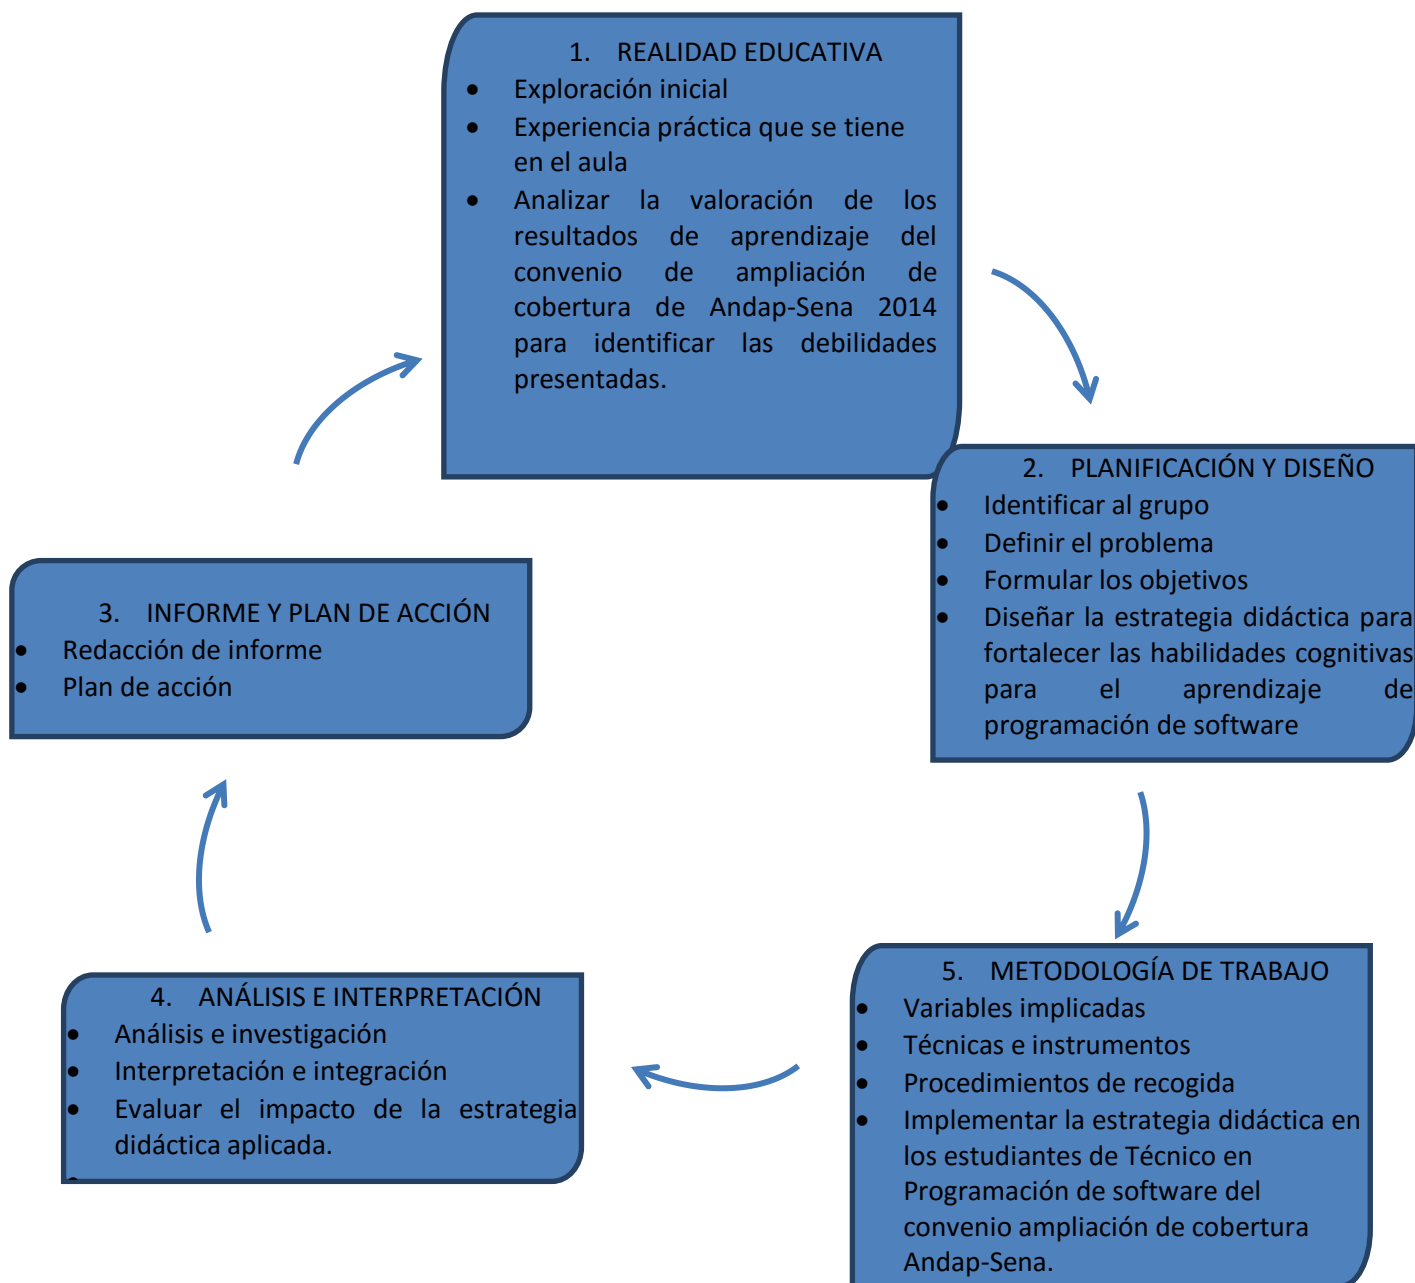 1. REALIDAD EDUCATIVA
• Exploración inicial
• Experiencia práctica que se tiene
en el aula
• Analizar la valoración de los
resultados de aprendizaje del
convenio de ampliación de
cobertura de Andap-Sena 2014
para identificar las debilidades
presentadas.
2. PLANIFICACIÓN Y DISEÑO
• Identificar al grupo
• Definir el problema
• Formular los objetivos
• Diseñar la estrategia didáctica para
fortalecer las habilidades cognitivas
para el aprendizaje de
programación de software
3. INFORME Y PLAN DE ACCIÓN
• Redacción de informe
• Plan de acción
5. METODOLOGÍA DE TRABAJO
• Variables implicadas
• Técnicas e instrumentos
• Procedimientos de recogida
• Implementar la estrategia didáctica en
los estudiantes de Técnico en
Programación de software del
convenio ampliación de cobertura
Andap-Sena.
4. ANÁLISIS E INTERPRETACIÓN
• Análisis e investigación
• Interpretación e integración
• Evaluar el impacto de la estrategia
didáctica aplicada.
•